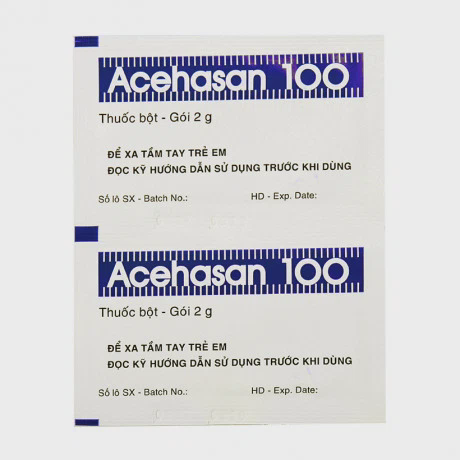 Acehasan 100
Thuốc bột - Gói 2 g
ĐỂ XA TẦM TAY TRẺ EM
ĐỌC KỸ HƯỚNG DẪN SỬ DỤNG TRƯỚC KHI DÙNG
Số lô SX - Batch No.: HD - Exp. Date:
Acehasan 100
Thuốc bột - Gói 2 g
ĐỂ XA TẦM TAY TRẺ EM
ĐỌC KỸ HƯỚNG DẪN SỬ DỤNG TRƯỚC KHI DÙNG
Số lô SX - Batch No.: HD - Exp. Date: